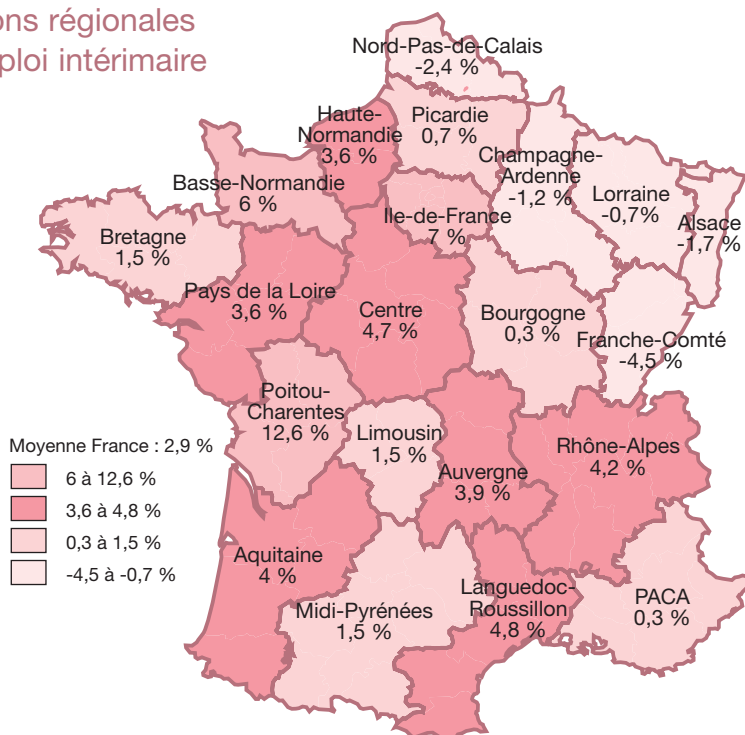 ons régionales
ploi intérimaire
Nord-Pas-de-Calais
-2,4 %
Haute-
Normandie
3,6 %
Picardie
0,7 %
Champagne-
Ardenne
-1,2 %
Lorraine
-0,7%
Alsace
-1,7 %
Basse-Normandie
6 %
Ile-de-France
7 %
Bretagne
1,5 %
Pays de la Loire
3,6 %
Centre
4,7 %
Bourgogne
0,3 %
Franche-Comté
-4,5 %
Poitou-
Charentes
12,6 %
Limousin
1,5 %
Auvergne
3,9 %
Rhône-Alpes
4,2 %
Moyenne France : 2,9 %
6 à 12,6 %
3,6 à 4,8 %
0,3 à 1,5 %
-4,5 à -0,7 %
Aquitaine
4 %
Midi-Pyrénées
1,5 %
Languedoc-
Roussillon
4,8 %
PACA
0,3 %